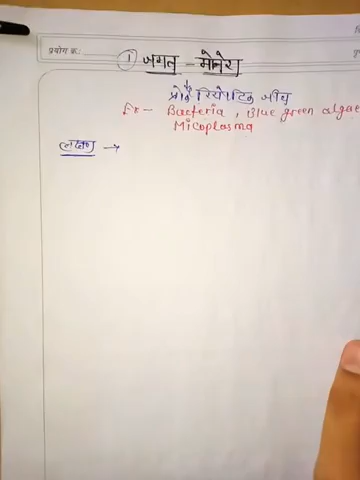 प्रयोग क्र.
① जगत - मोनेरा
प्रोकैरियोटिक जीव
Ex - Bacteria, Blue green algae
Micoplasma
लक्षण →